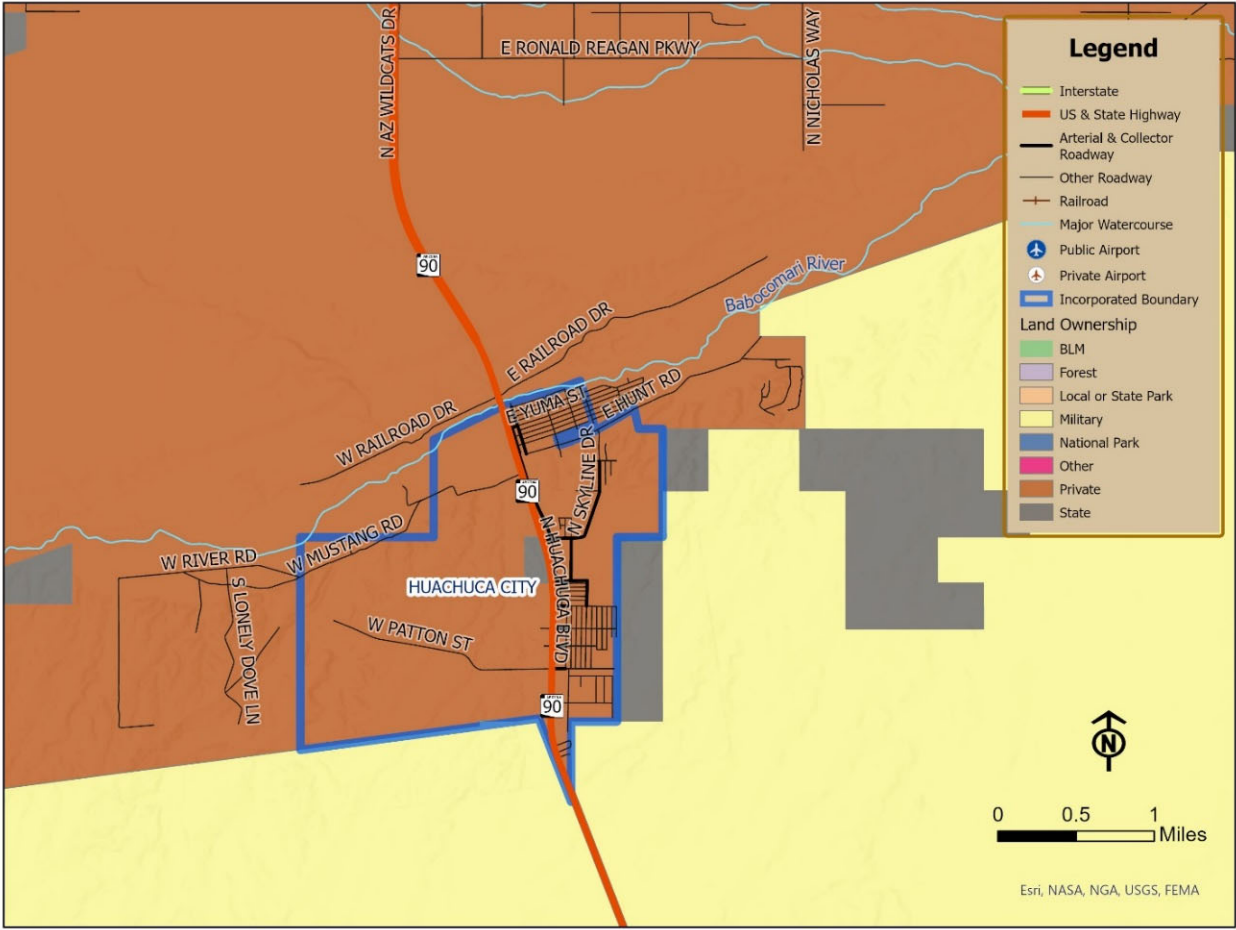 N AZ WILDCATS DR
E RONALD REAGAN PKWY
N NICHOLAS WAY
90
Babocomari River
E RAILROAD DR
W RAILROAD DR
E YUMA ST
E HUNT RD
W SKYLINE DR
90
N HUACHUCA BLVD
W MUSTANG RD
W RIVER RD
S LONELY DOVE LN
HUACHUCA CITY
W PATTON ST
90
Legend
Interstate
US & State Highway
Arterial & Collector
Roadway
Other Roadway
Railroad
Major Watercourse
Public Airport
Private Airport
Incorporated Boundary
Land Ownership
BLM
Forest
Local or State Park
Military
National Park
Other
Private
State
N
0 0.5 1
Miles
Esri, NASA, NGA, USGS, FEMA